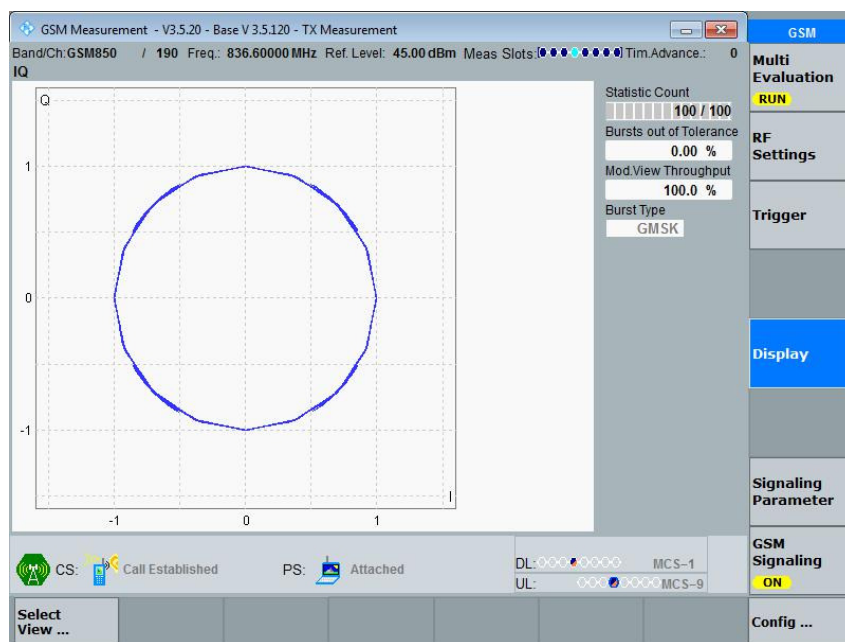 GSM Measurement - V3.5.20 - Base V 3.5.120 - TX Measurement
GSM
Band/Ch:GSM850 / 190 Freq.: 836.60000 MHz Ref. Level: 45.00 dBm Meas Slots: Tim.Advance.: 0
IQ
Multi
Evaluation
RUN
Q
Statistic Count
100 / 100
Bursts out of Tolerance
0.00 %
Mod.View Throughput
100.0 %
Burst Type
GMSK
RF
Settings
Trigger
1
0
-1
I
-1 0 1
Display
Signaling
Parameter
GSM
Signaling
ON
CS: Call Established PS: Attached
DL: MCS-1
UL: MCS-9
Select
View ...
Config ...